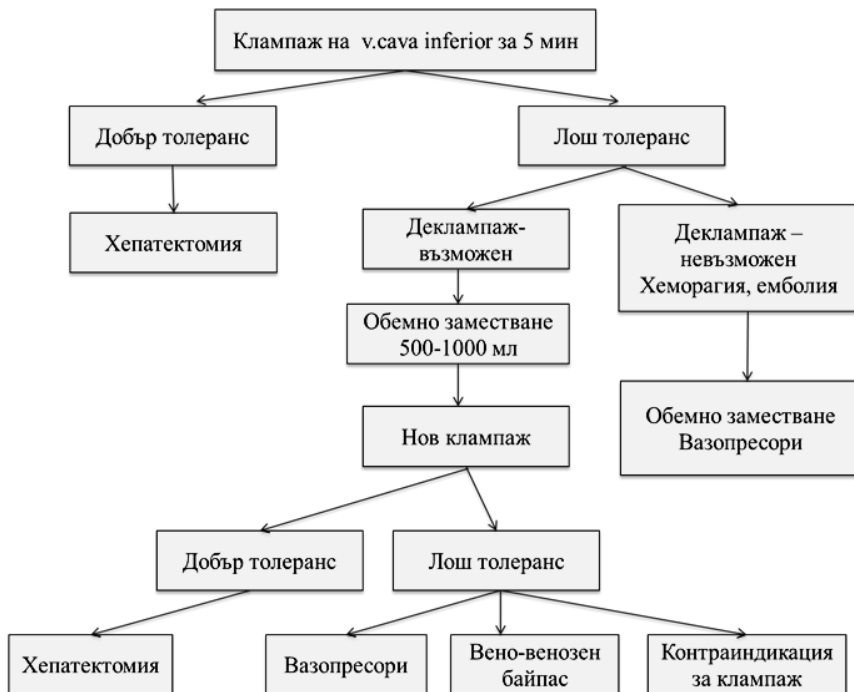 Клампаж на v.cava inferior за 5 мин
Добър толеранс
Лош толеранс
Хепатектомия
Деклампаж-
възможен
Деклампаж –
невъзможен
Хеморагия, емболия
Обемно заместване
500-1000 мл
Обемно заместване
Вазопресори
Нов клампаж
Добър толеранс
Лош толеранс
Хепатектомия
Вазопресори
Вено-венозен
байпас
Контраиндикация
за клампаж